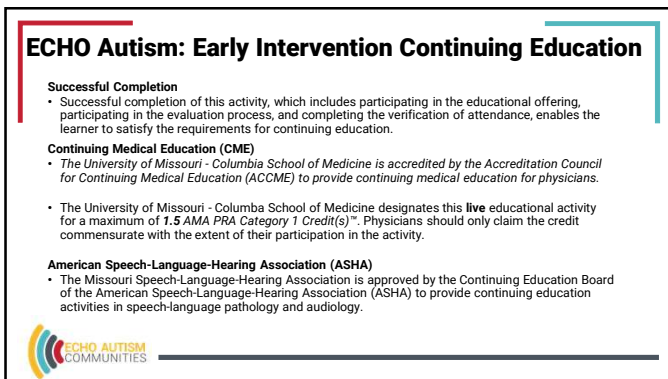 ECHO Autism: Early Intervention Continuing Education
Successful Completion
• Successful completion of this activity, which includes participating in the educational offering,
participating in the evaluation process, and completing the verification of attendance, enables the
learner to satisfy the requirements for continuing education.
Continuing Medical Education (CME)
• The University of Missouri - Columbia School of Medicine is accredited by the Accreditation Council
for Continuing Medical Education (ACCME) to provide continuing medical education for physicians.
• The University of Missouri - Columba School of Medicine designates this live educational activity
for a maximum of 1.5 AMA PRA Category 1 Credit(s)™. Physicians should only claim the credit
commensurate with the extent of their participation in the activity.
American Speech-Language-Hearing Association (ASHA)
• The Missouri Speech-Language-Hearing Association is approved by the Continuing Education Board
of the American Speech-Language-Hearing Association (ASHA) to provide continuing education
activities in speech-language pathology and audiology.
ECHO AUTISM
COMMUNITIES